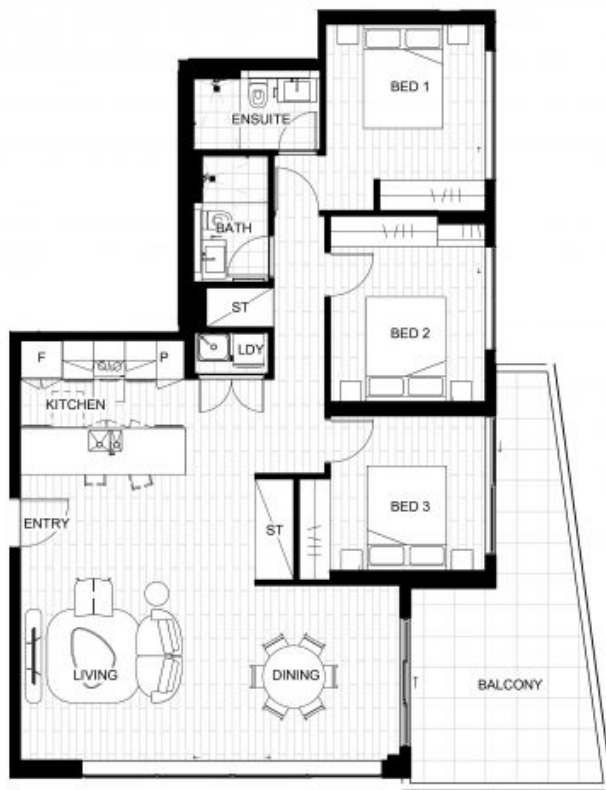 BED 1
ENSUITE
BATH
ST
BED 2
LDY
F
P
KITCHEN
BED 3
ST
ENTRY
LIVING
DINING
BALCONY